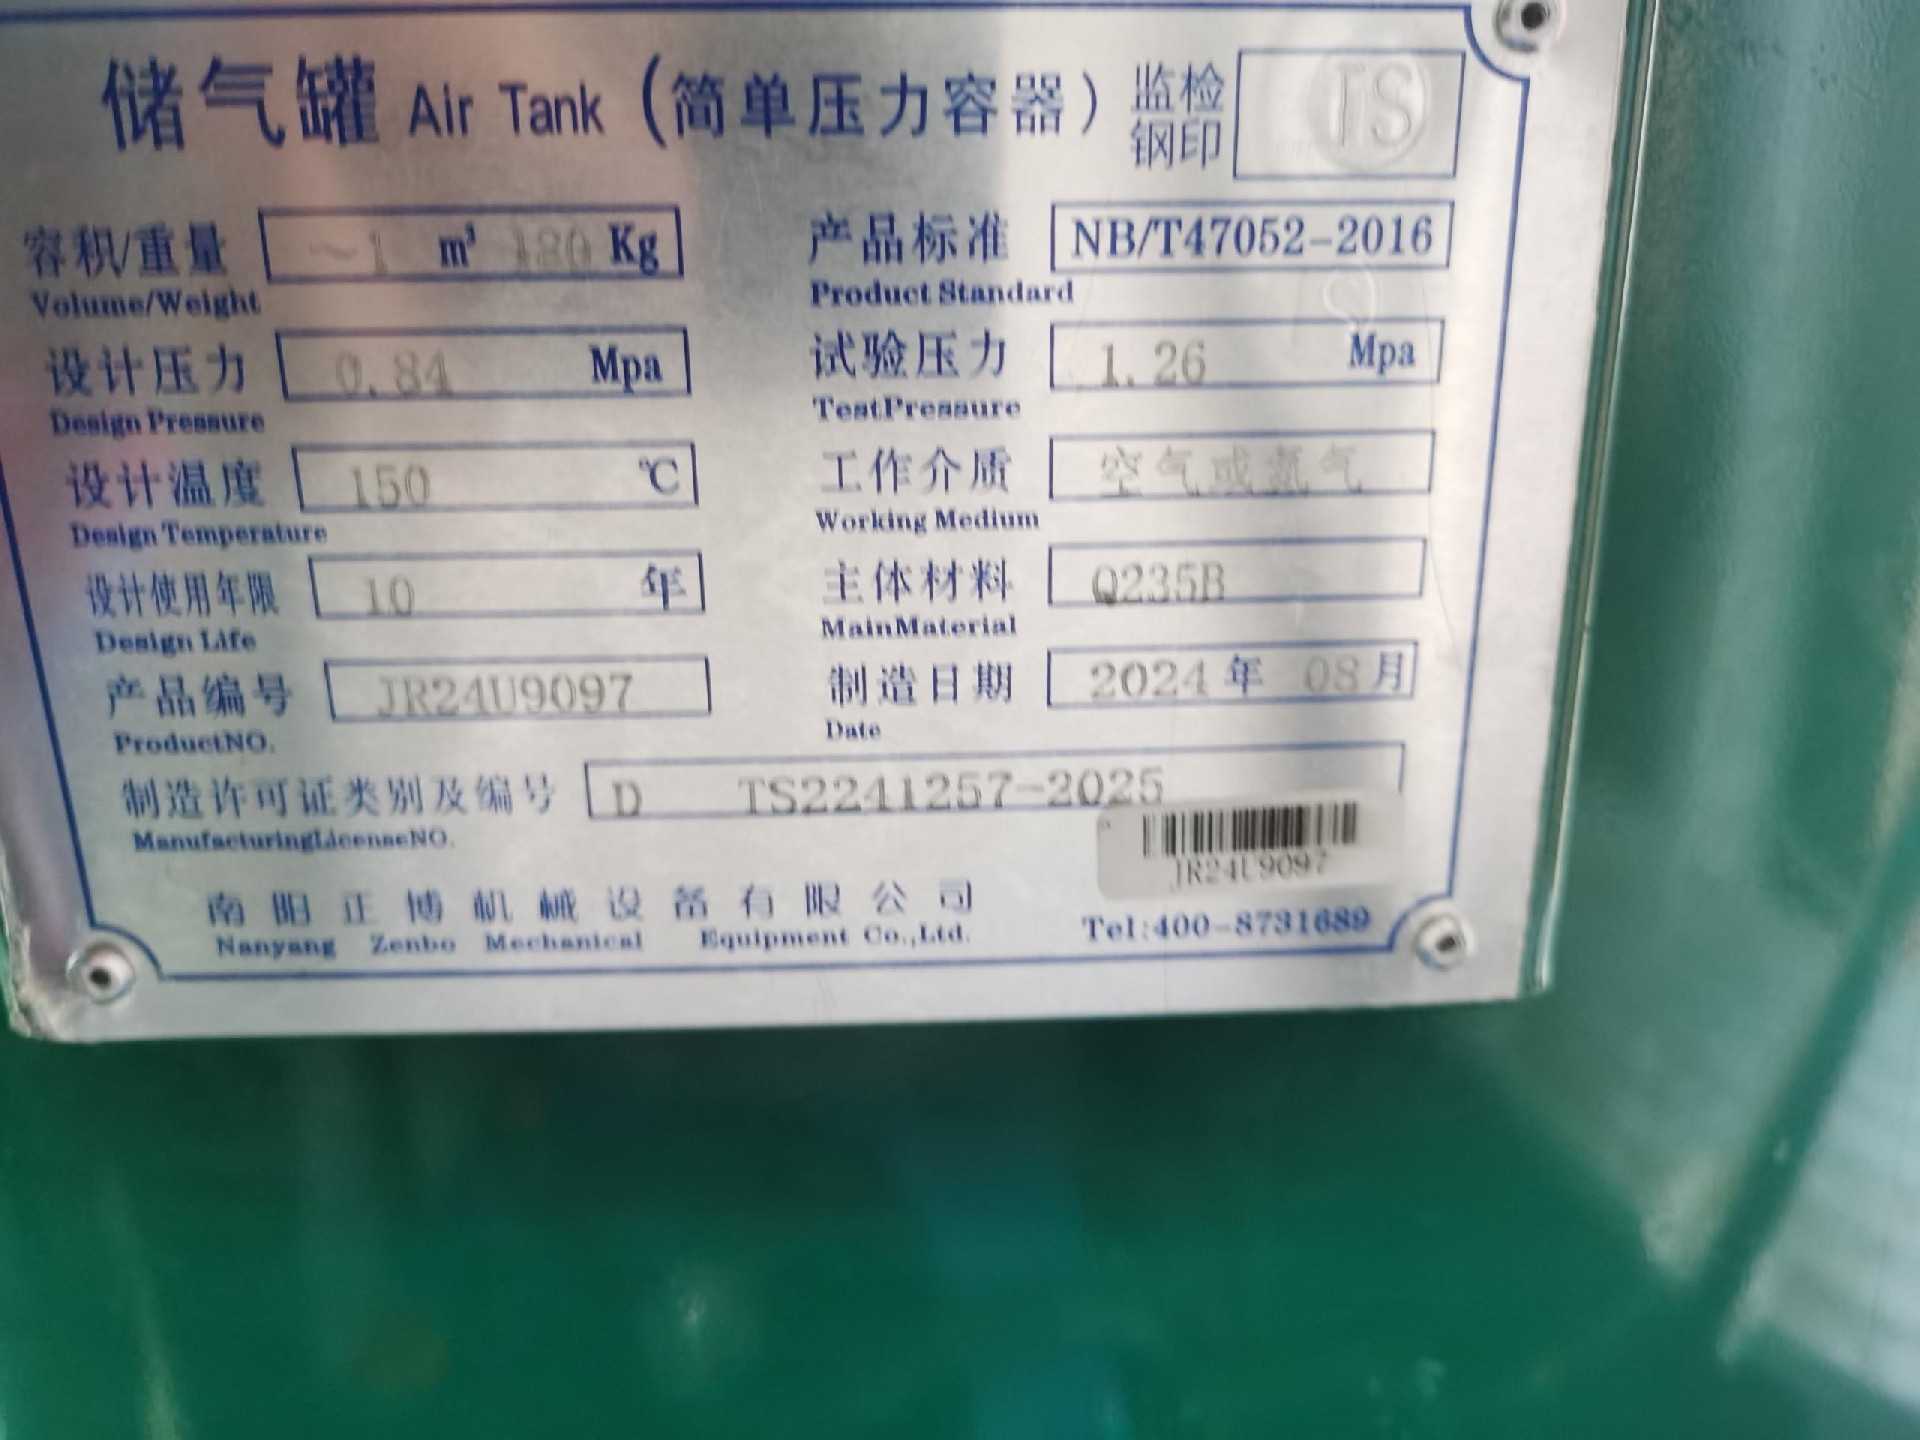 储气罐 Air Tank (简单压力容器) 监检钢印 TS
容积/重量 ~1 m³ 180 Kg 产品标准 NB/T47052-2016
Volume/Weight Product Standard
设计压力 0.84 Mpa 试验压力 1.26 Mpa
Design Pressure TestPressure
设计温度 150 ℃ 工作介质 空气或氮气
Design Temperature Working Medium
设计使用年限 10 年 主体材料 Q235B
Design Life MainMaterial
产品编号 JR24U9097 制造日期 2024 年 08 月
ProductNO. Date
制造许可证类别及编号 D TS2241257-2025
ManufacturingLicenseNO.
JR24U9097
南阳正博机械设备有限公司
Nanyang Zenbo Mechanical Equipment Co.,Ltd. Tel:400-8731689